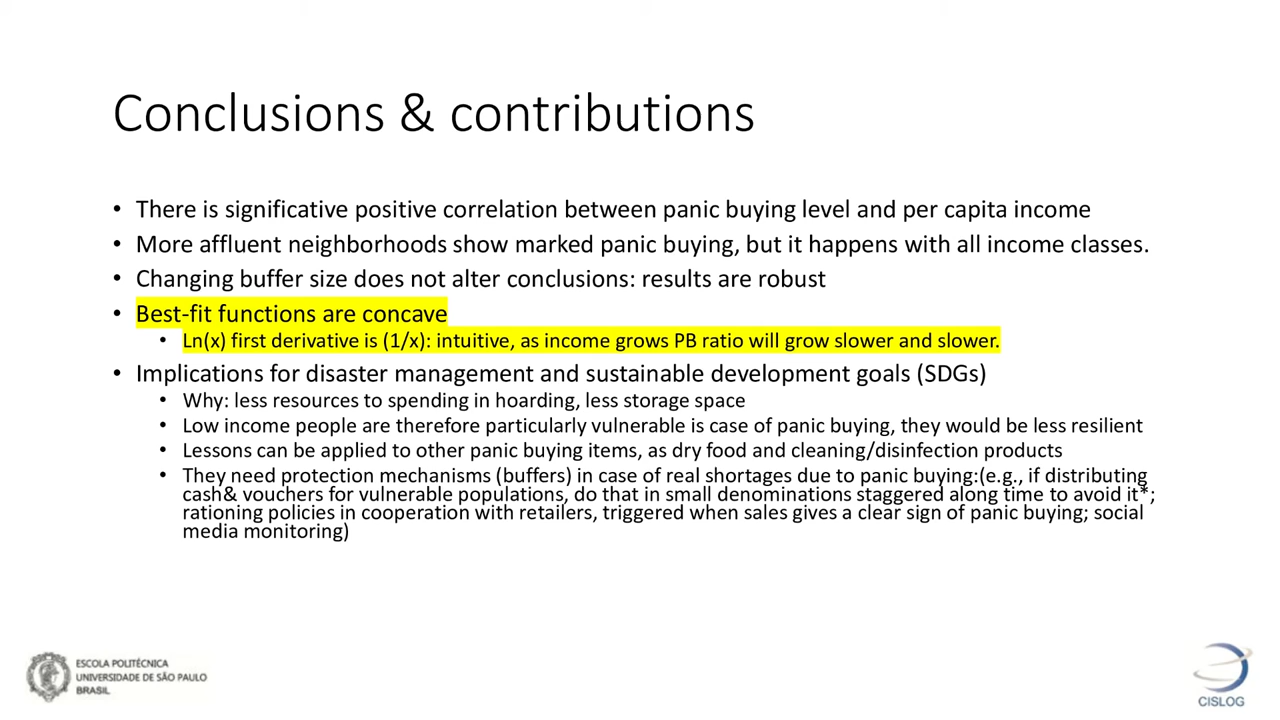 Conclusions & contributions
• There is significative positive correlation between panic buying level and per capita income
• More affluent neighborhoods show marked panic buying, but it happens with all income classes.
• Changing buffer size does not alter conclusions: results are robust
• Best-fit functions are concave
• Ln(x) first derivative is (1/x): intuitive, as income grows PB ratio will grow slower and slower.
• Implications for disaster management and sustainable development goals (SDGs)
• Why: less resources to spending in hoarding, less storage space
• Low income people are therefore particularly vulnerable is case of panic buying, they would be less resilient
• Lessons can be applied to other panic buying items, as dry food and cleaning/disinfection products
• They need protection mechanisms (buffers) in case of real shortages due to panic buying:(e.g., if distributing
cash& vouchers for vulnerable populations, do that in small denominations staggered along time to avoid it*;
rationing policies in cooperation with retailers, triggered when sales gives a clear sign of panic buying; social
media monitoring)
ESCOLA POLITÉCNICA
UNIVERSIDADE DE SÃO PAULO
BRASIL
CISLOG